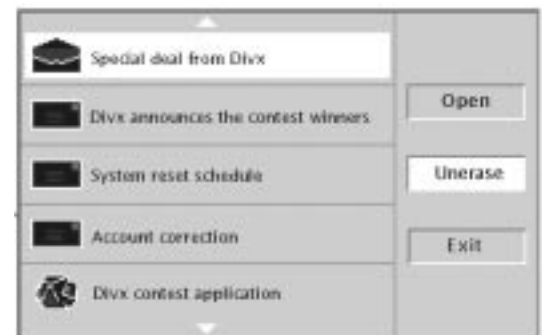 Special deal from Divx
Divx announces the contest winners
Open
System reset schedule
Unerase
Account correction
Exit
Divx contest application